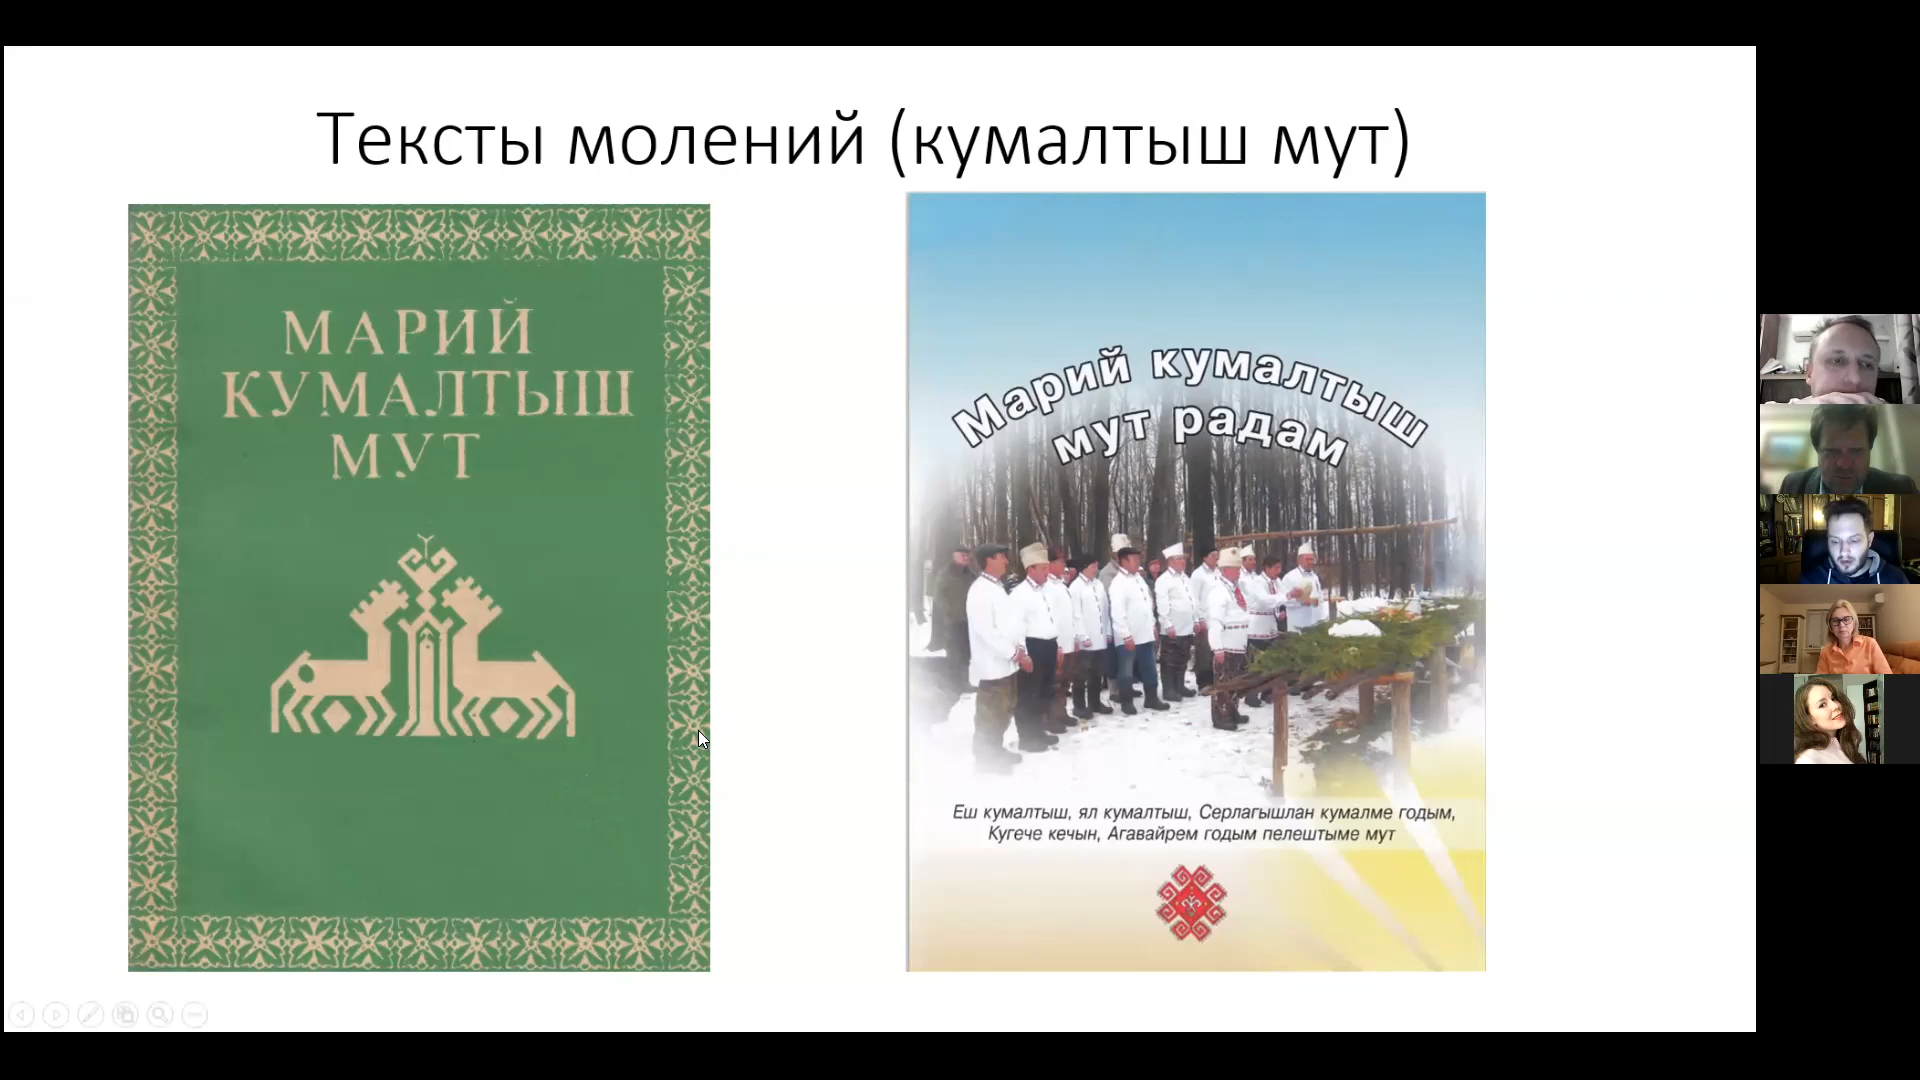 Тексты молений (кумалтыш мут)
МАРИЙ
КУМАЛТЫШ
МУТ
Марий кумалтыш
мут радам
Еш кумалтыш, ял кумалтыш, Серлагышлан кумалме годым,
Кугече кечын, Агавайрем годым пелештыме мут